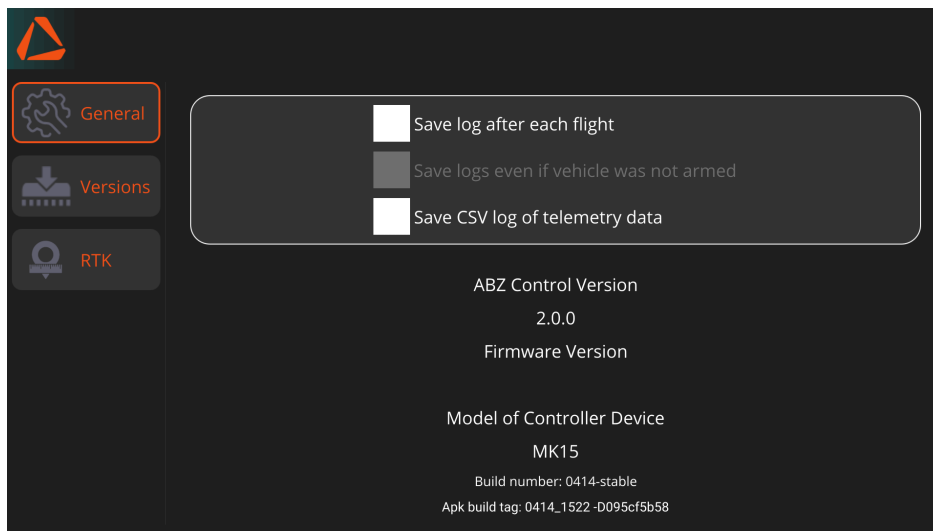 General
Versions
RTK
Save log after each flight
Save logs even if vehicle was not armed
Save CSV log of telemetry data
ABZ Control Version
2.0.0
Firmware Version
Model of Controller Device
MK15
Build number: 0414-stable
Apk build tag: 0414_1522 -D095cf5b58